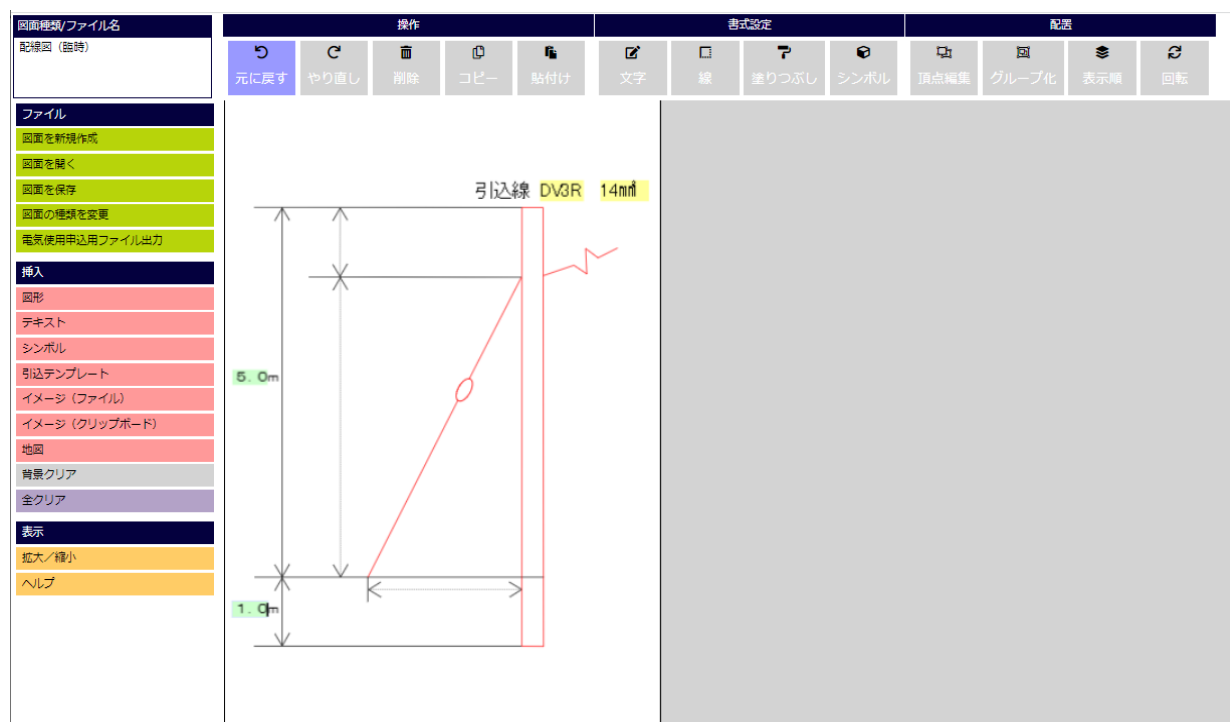 図面種類/ファイル名
配線図（臨時）
操作
書式設定
配置
元に戻す
やり直し
削除
コピー
貼付け
文字
線
塗りつぶし
シンボル
頂点編集
グループ化
表示順
回転
ファイル
図面を新規作成
図面を開く
図面を保存
図面の種類を変更
電気使用申込用ファイル出力
挿入
図形
テキスト
シンボル
引込テンプレート
イメージ（ファイル）
イメージ（クリップボード）
地図
背景クリア
全クリア
表示
拡大／縮小
ヘルプ
引込線 DV3R 14m㎡
5.0m
1.0m